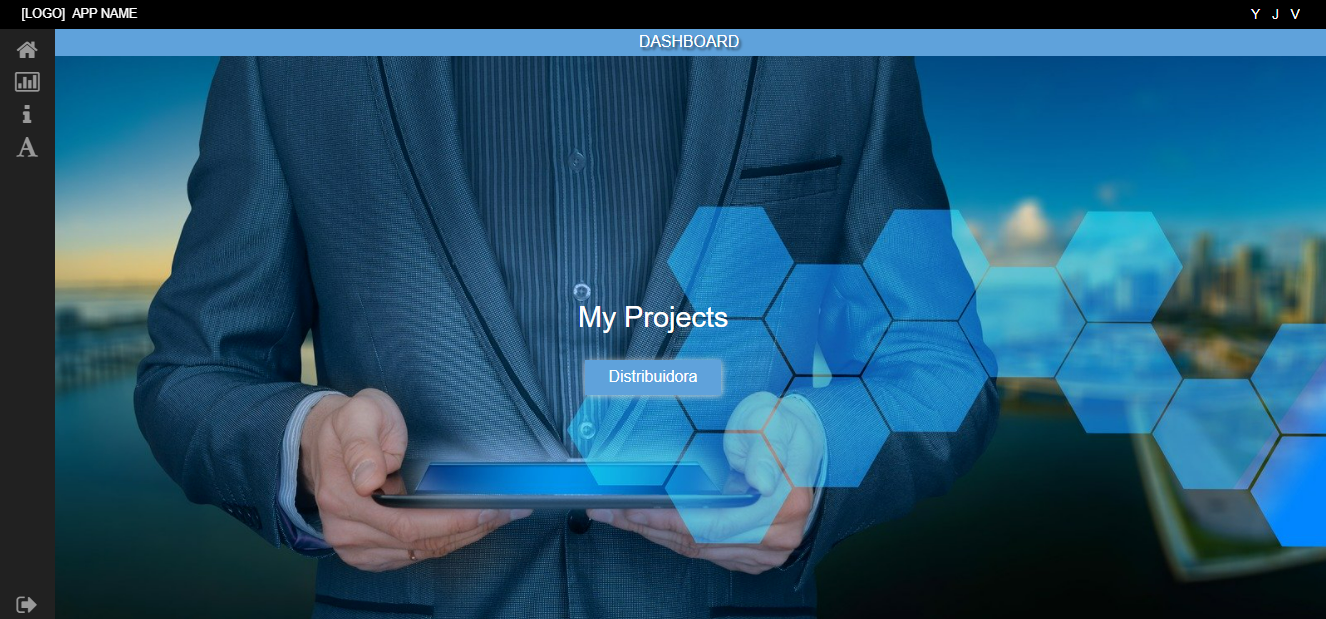 [LOGO] APP NAME
Y J V
DASHBOARD
My Projects
Distribuidora